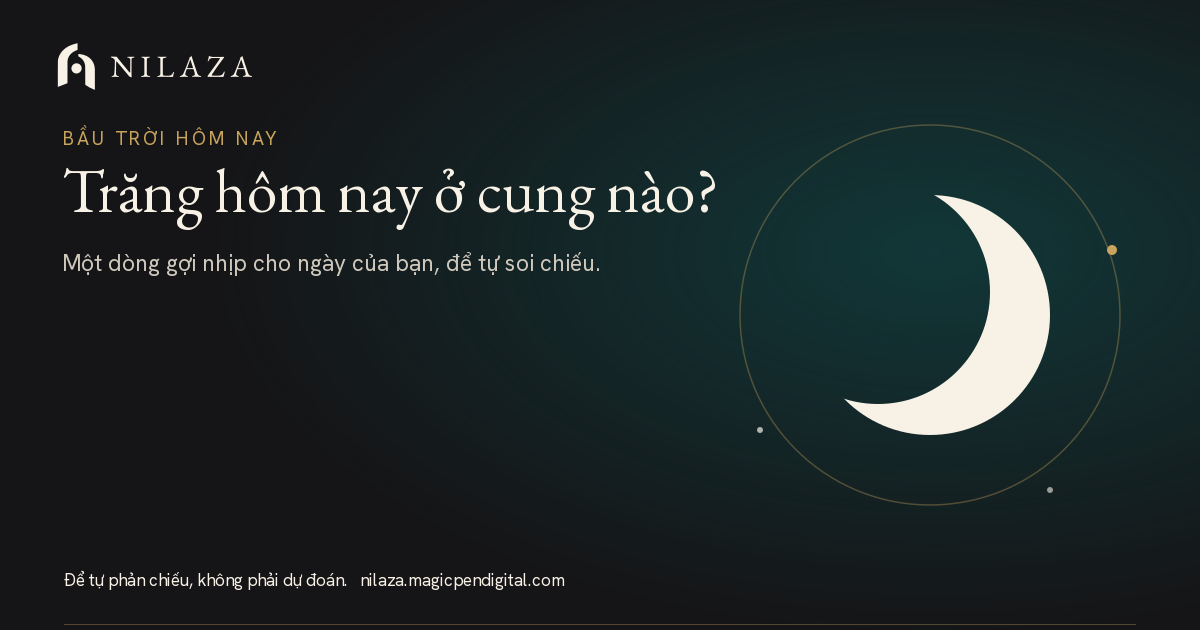 NILAZA
BẦU TRỜI HÔM NAY
Trăng hôm nay ở cung nào?
Một dòng gợi nhịp cho ngày của bạn, để tự soi chiếu.
Để tự phản chiếu, không phải dự đoán. nilaza.magicpendigital.com